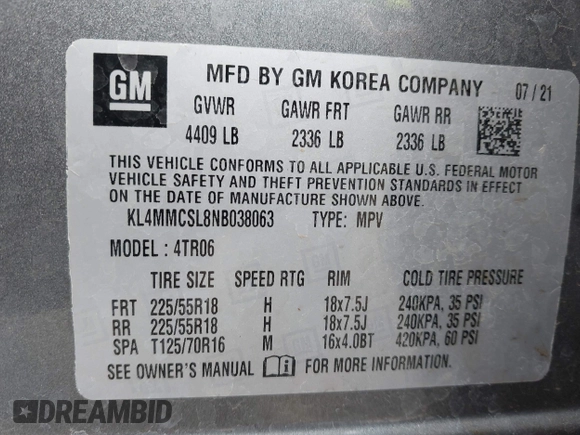 GM
MFD BY GM KOREA COMPANY 07 / 21
GVWR GAWR FRT GAWR RR
4409 LB 2336 LB 2336 LB
THIS VEHICLE CONFORMS TO ALL APPLICABLE U.S. FEDERAL MOTOR
VEHICLE SAFETY AND THEFT PREVENTION STANDARDS IN EFFECT
ON THE DATE OF MANUFACTURE SHOWN ABOVE.
KL4MMCSL8NB038063 TYPE: MPV
MODEL: 4TR06
TIRE SIZE SPEED RTG RIM COLD TIRE PRESSURE
FRT 225/55R18 H 18x7.5J 240KPA, 35 PSI
RR 225/55R18 H 18x7.5J 240KPA, 35 PSI
SPA T125/70R16 M 16x4.0BT 420KPA, 60 PSI
SEE OWNER'S MANUAL FOR MORE INFORMATION.
DREAMBID